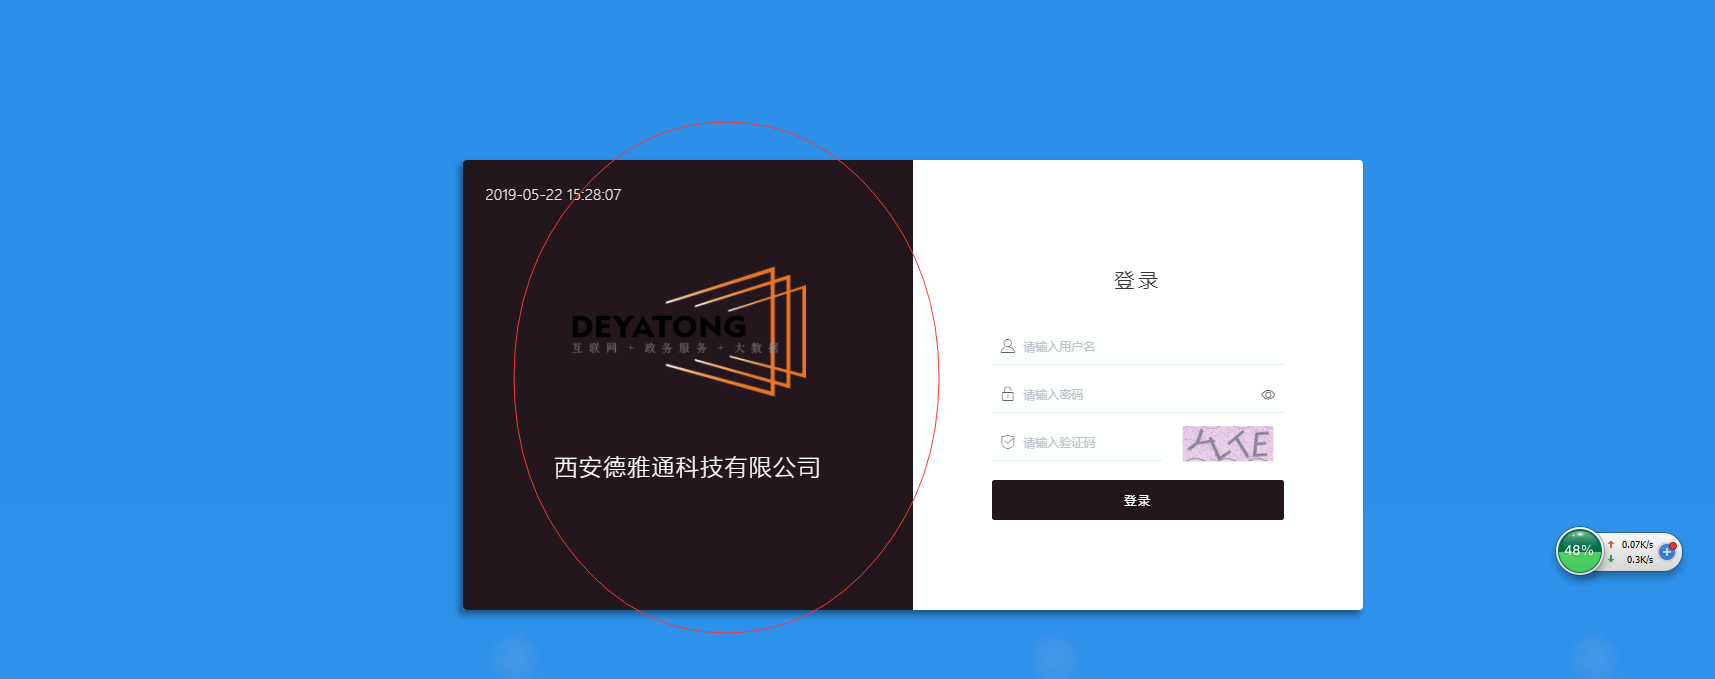 2019-05-22 15:28:07
DEYATONG
互联网 + 政务服务 + 大数据
西安德雅通科技有限公司
登录
请输入用户名
请输入密码
请输入验证码
登录
48%
0.07K/s
0.3K/s